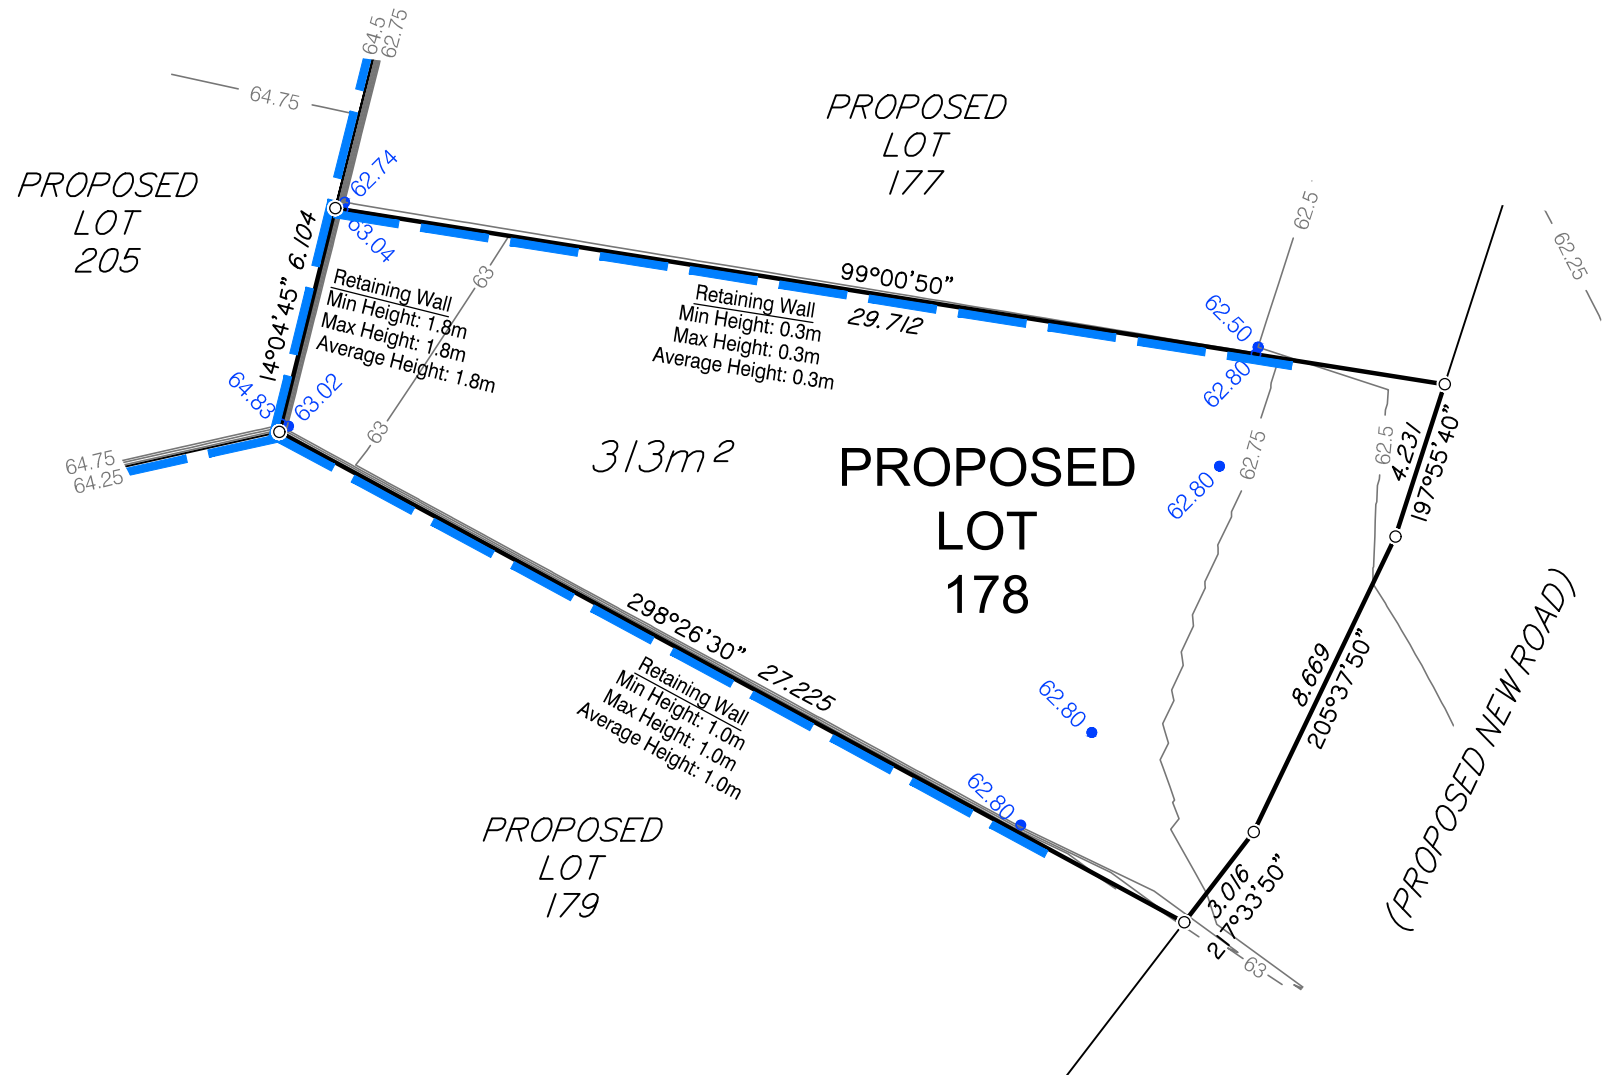 64.5
62.75
64.75
PROPOSED
LOT
177
PROPOSED
LOT
205
62.74
63.04
14°04'45" 6.104
Retaining Wall
Min Height: 1.8m
Max Height: 1.8m
Average Height: 1.8m
63
99°00'50"
29.712
Retaining Wall
Min Height: 0.3m
Max Height: 0.3m
Average Height: 0.3m
62.5
62.25
62.50
62.80
64.83
63.02
63
64.75
64.25
313m²
PROPOSED
LOT
178
62.75
62.5
62.80
4.231
197°55'40"
298°26'30" 27.225
Retaining Wall
Min Height: 1.0m
Max Height: 1.0m
Average Height: 1.0m
62.80
62.80
8.669
205°37'50"
(PROPOSED NEW ROAD)
PROPOSED
LOT
179
3.016
217°33'50"
63